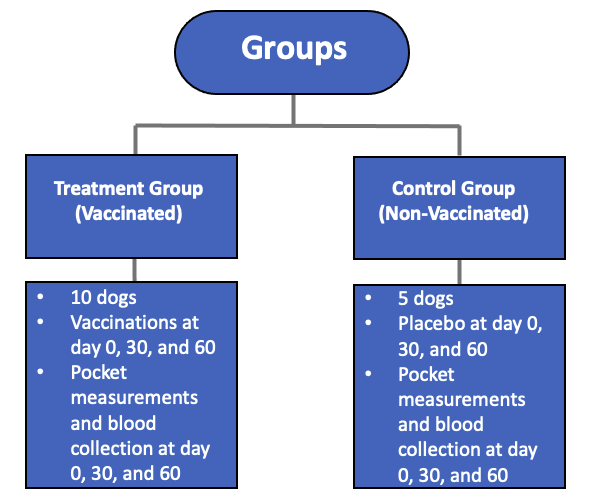 Groups
Treatment Group
(Vaccinated)
Control Group
(Non-Vaccinated)
• 10 dogs
• Vaccinations at
day 0, 30, and 60
• Pocket
measurements
and blood
collection at day
0, 30, and 60
• 5 dogs
• Placebo at day 0,
30, and 60
• Pocket
measurements
and blood
collection at day
0, 30, and 60